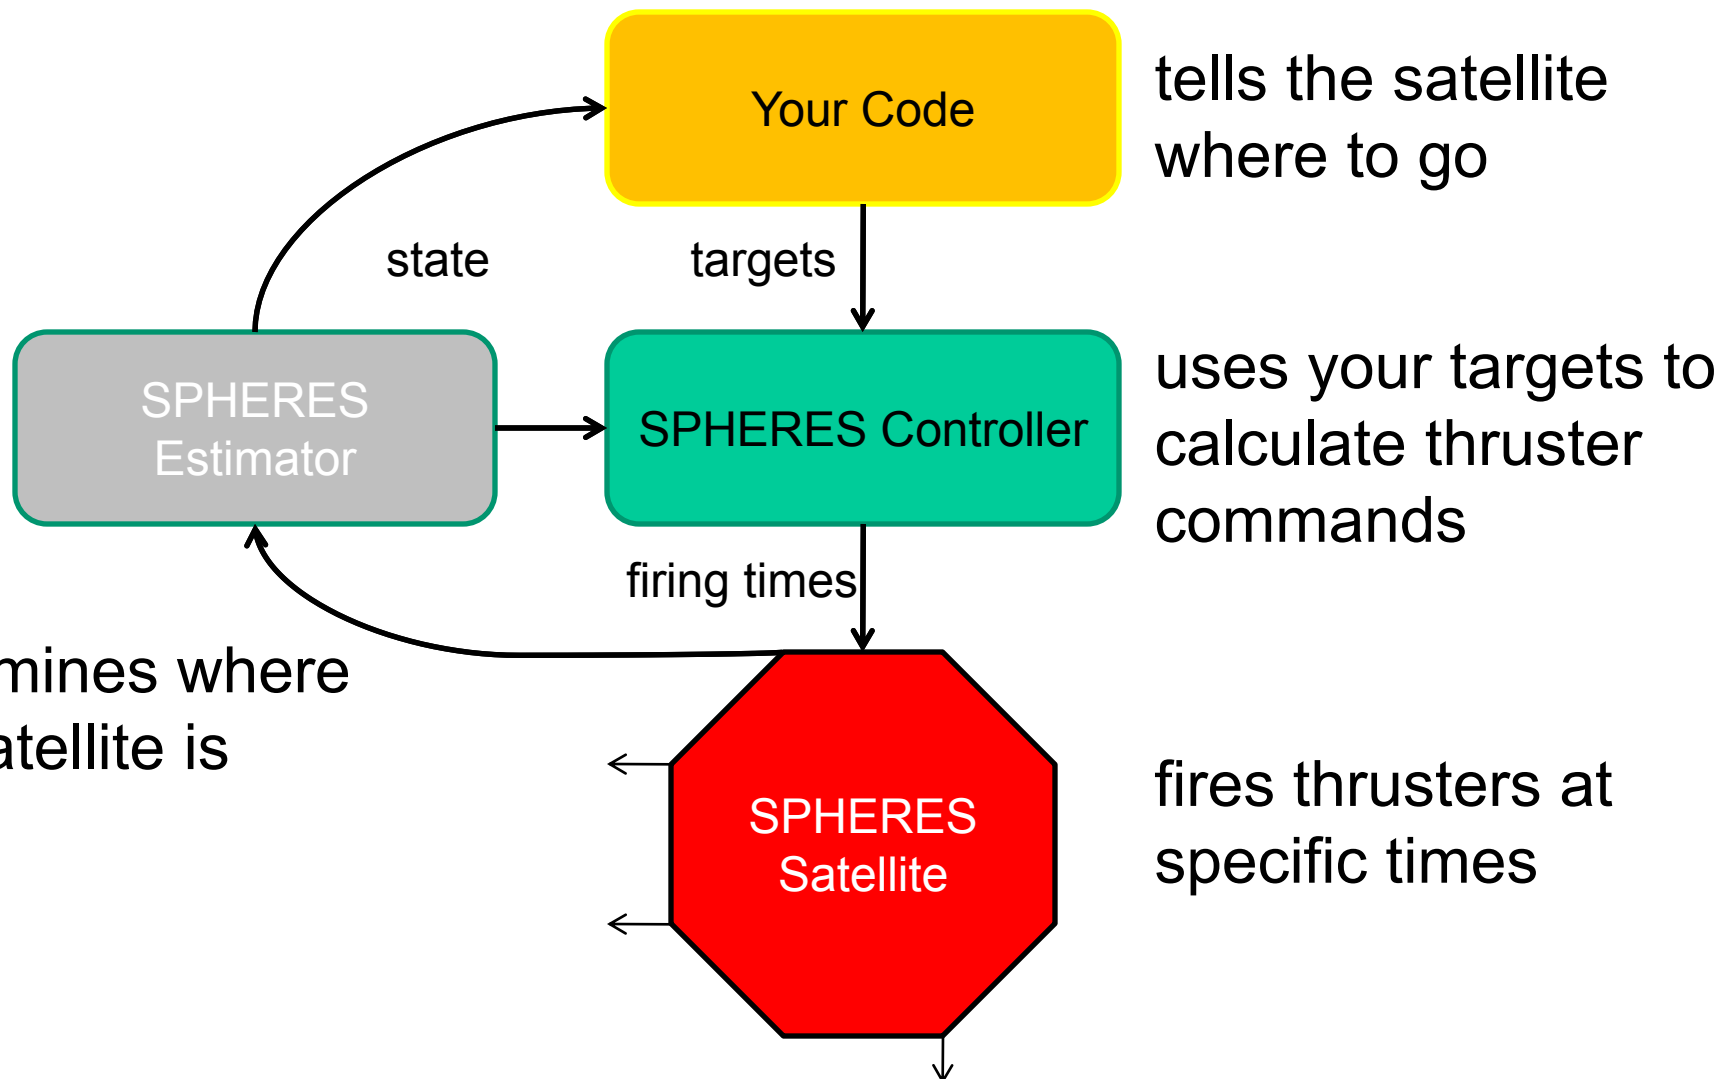 Your Code
tells the satellite
where to go
state
targets
SPHERES
Estimator
SPHERES Controller
uses your targets to
calculate thruster
commands
firing times
mines where
atellite is
SPHERES
Satellite
fires thrusters at
specific times